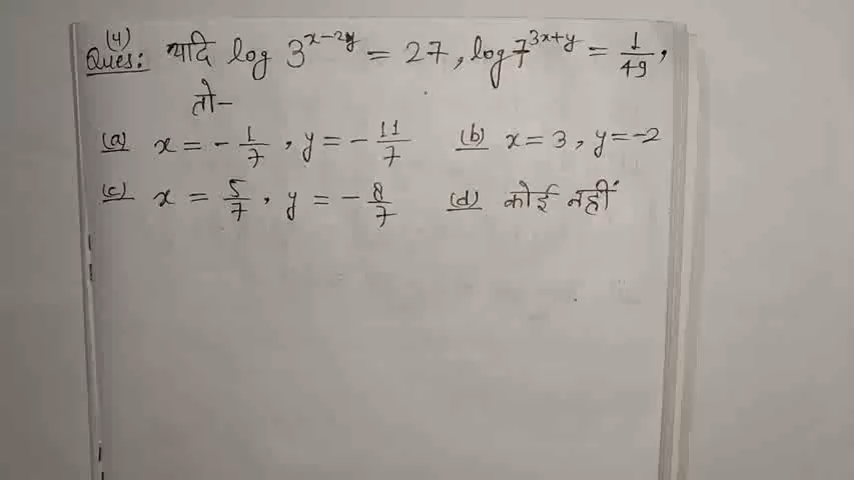 (4)
Ques: यदि log 3^{x-2y} = 27, log 7^{3x+y} = 1/49,
तो-
(a) x = -1/7, y = -11/7 (b) x = 3, y = -2
(c) x = 5/7, y = -8/7 (d) कोई नहीं